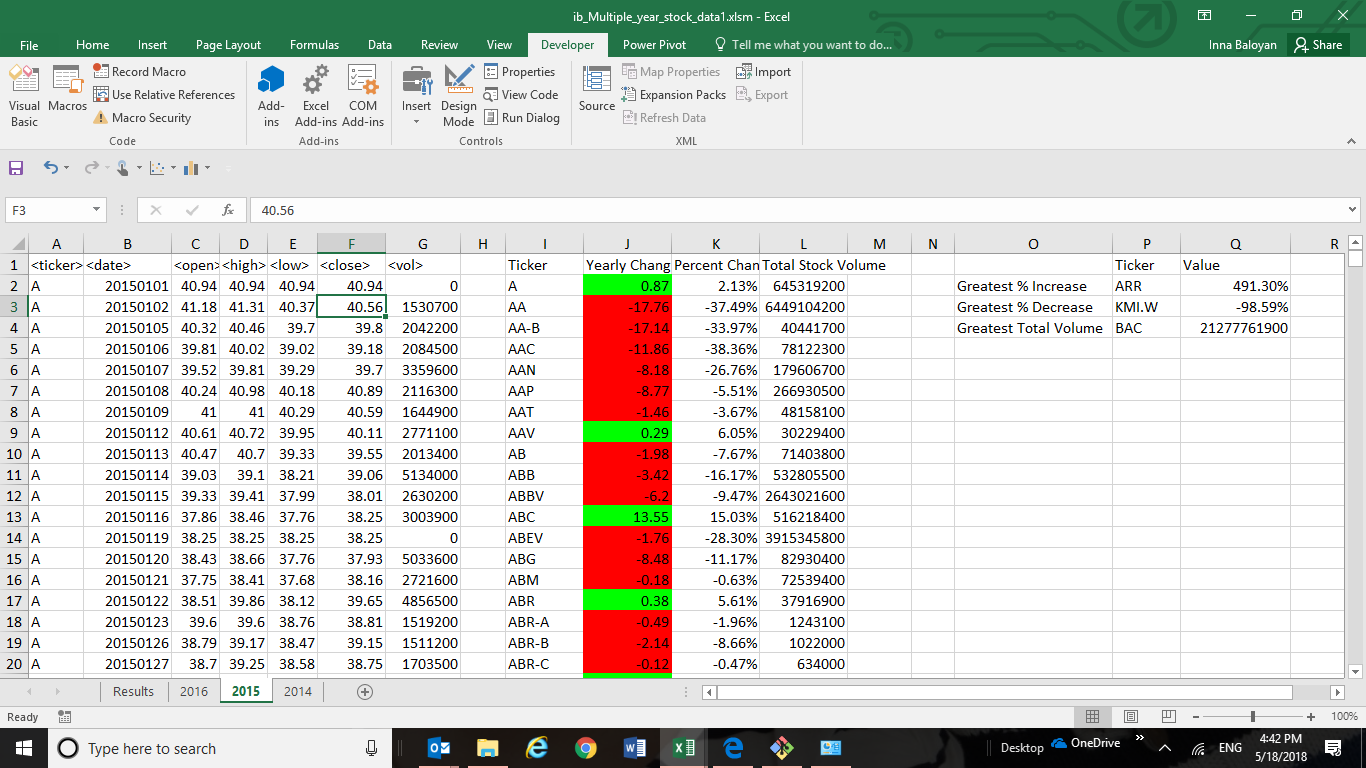 ib_Multiple_year_stock_data1.xlsm - Excel
File Home Insert Page Layout Formulas Data Review View Developer Power Pivot Tell me what you want to do... Inna Baloyan Share
Visual Basic
Macros
Record Macro
Use Relative References
Macro Security
Code
Add-ins
Excel Add-ins
COM Add-ins
Add-ins
Insert
Design Mode
Properties
View Code
Run Dialog
Controls
Source
Map Properties
Expansion Packs
Refresh Data
Import
Export
XML
F3 fx 40.56
A B C D E F G H I J K L M N O P Q R
1 <ticker> <date> <open> <high> <low> <close> <vol> Ticker Yearly Chang Percent Chan Total Stock Volume Ticker Value
2 A 20150101 40.94 40.94 40.94 40.94 0 A 0.87 2.13% 645319200 Greatest % Increase ARR 491.30%
3 A 20150102 41.18 41.31 40.37 40.56 1530700 AA -17.76 -37.49% 6449104200 Greatest % Decrease KMI.W -98.59%
4 A 20150105 40.32 40.46 39.7 39.8 2042200 AA-B -17.14 -33.97% 40441700 Greatest Total Volume BAC 21277761900
5 A 20150106 39.81 40.02 39.02 39.18 2084500 AAC -11.86 -38.36% 78122300
6 A 20150107 39.52 39.81 39.29 39.7 3359600 AAN -8.18 -26.76% 179606700
7 A 20150108 40.24 40.98 40.18 40.89 2116300 AAP -8.77 -5.51% 266930500
8 A 20150109 41 41 40.29 40.59 1644900 AAT -1.46 -3.67% 48158100
9 A 20150112 40.61 40.72 39.95 40.11 2771100 AAV 0.29 6.05% 30229400
10 A 20150113 40.47 40.7 39.33 39.55 2013400 AB -1.98 -7.67% 71403800
11 A 20150114 39.03 39.1 38.21 39.06 5134000 ABB -3.42 -16.17% 532805500
12 A 20150115 39.33 39.41 37.99 38.01 2630200 ABBV -6.2 -9.47% 2643021600
13 A 20150116 37.86 38.46 37.76 38.25 3003900 ABC 13.55 15.03% 516218400
14 A 20150119 38.25 38.25 38.25 38.25 0 ABEV -1.76 -28.30% 3915345800
15 A 20150120 38.43 38.66 37.76 37.93 5033600 ABG -8.48 -11.17% 82930400
16 A 20150121 37.75 38.41 37.68 38.16 2721600 ABM -0.18 -0.63% 72539400
17 A 20150122 38.51 39.86 38.12 39.65 4856500 ABR 0.38 5.61% 37916900
18 A 20150123 39.6 39.6 38.76 38.81 1519200 ABR-A -0.49 -1.96% 1243100
19 A 20150126 38.79 39.17 38.47 39.15 1511200 ABR-B -2.14 -8.66% 1022000
20 A 20150127 38.7 39.25 38.58 38.75 1703500 ABR-C -0.12 -0.47% 634000
Results 2016 2015 2014
Ready 100%
Type here to search Desktop OneDrive ENG 4:42 PM
5/18/2018